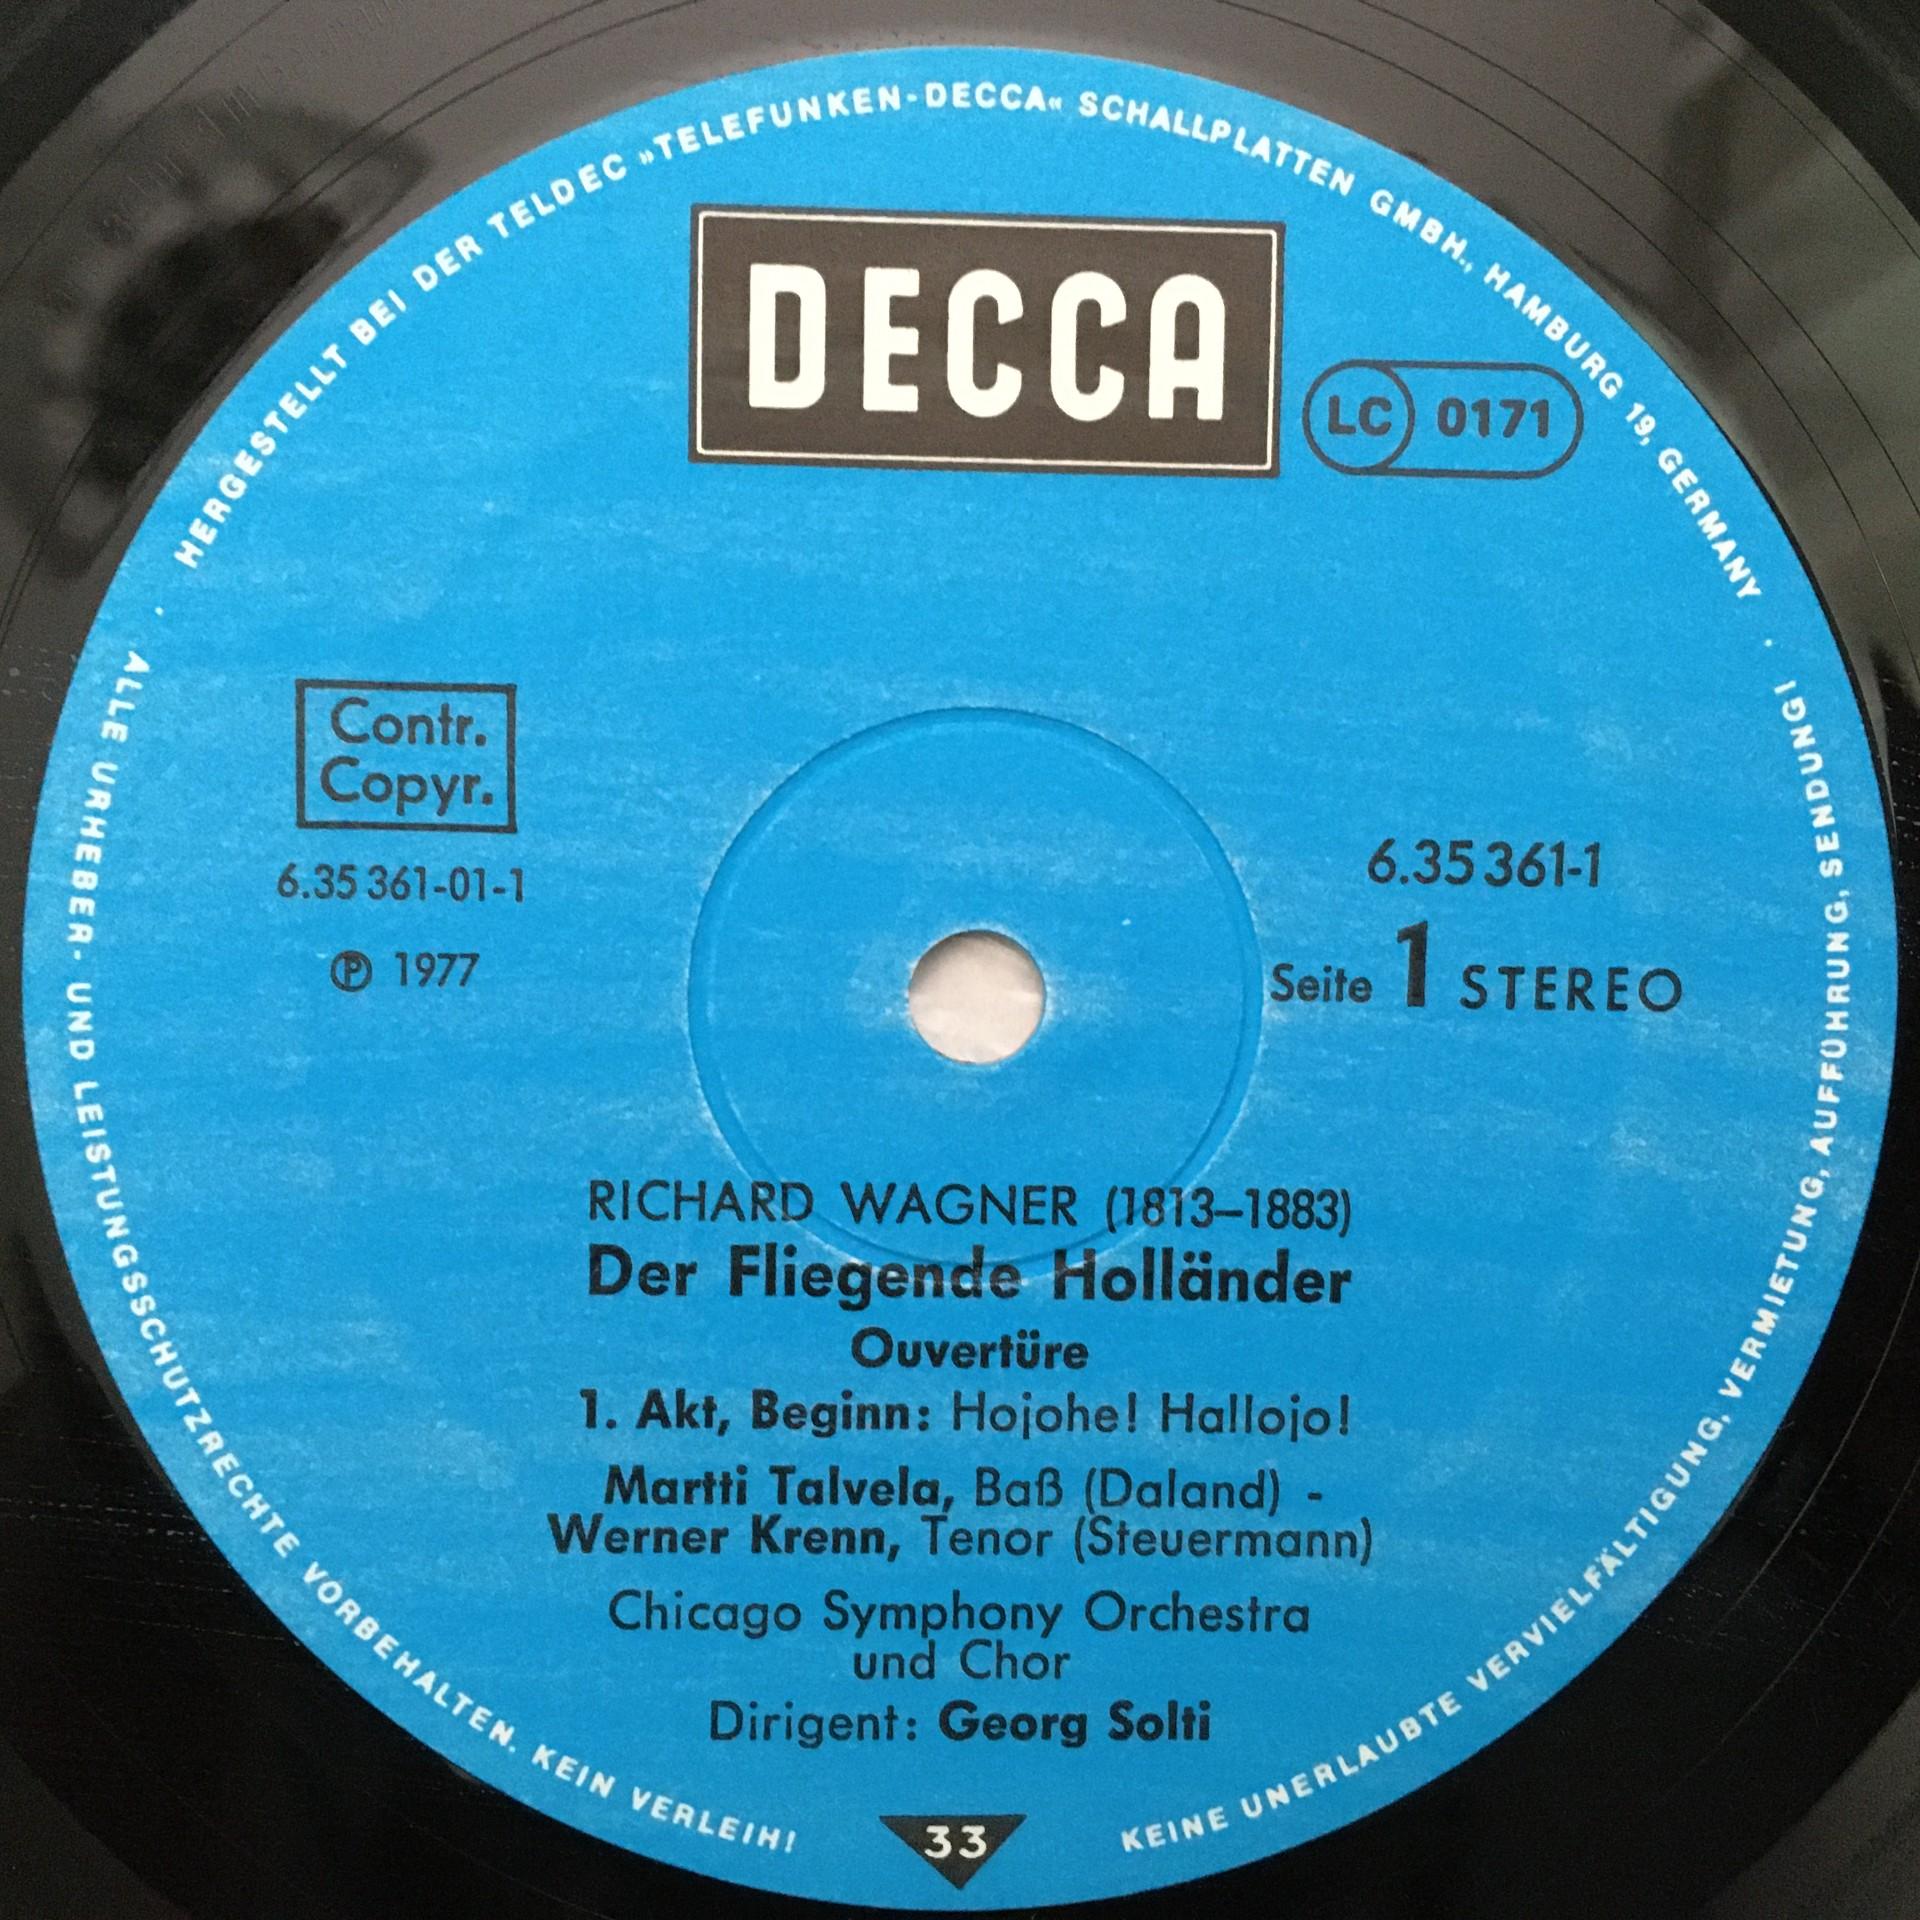 HERGESTELLT BEI DER TELDEC »TELEFUNKEN-DECCA« SCHALLPLATTEN GMBH., HAMBURG 19, GERMANY
DECCA
LC 0171
Contr.
Copyr.
6.35 361-01-1
℗ 1977
6.35 361-1
Seite 1 STEREO
RICHARD WAGNER (1813–1883)
Der Fliegende Holländer
Ouvertüre
1. Akt, Beginn: Hojohe! Hallojo!
Martti Talvela, Baß (Daland) -
Werner Krenn, Tenor (Steuermann)
Chicago Symphony Orchestra
und Chor
Dirigent: Georg Solti
33
· ALLE URHEBER- UND LEISTUNGSSCHUTZRECHTE VORBEHALTEN. KEIN VERLEIH! KEINE UNERLAUBTE VERVIELFÄLTIGUNG, VERMIETUNG, AUFFÜHRUNG, SENDUNG! ·